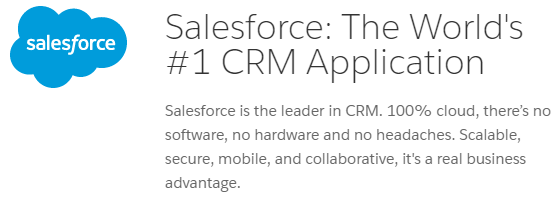 salesforce
Salesforce: The World's
#1 CRM Application
Salesforce is the leader in CRM. 100% cloud, there’s no
software, no hardware and no headaches. Scalable,
secure, mobile, and collaborative, it's a real business
advantage.